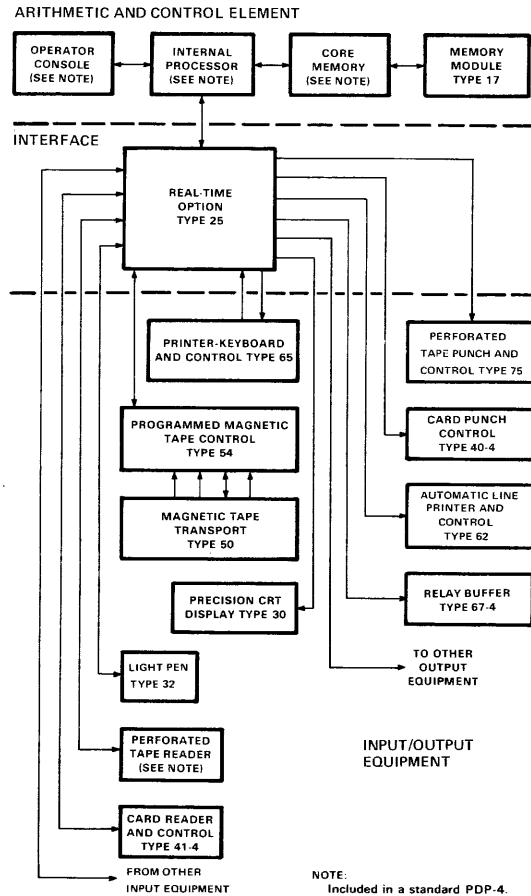 ARITHMETIC AND CONTROL ELEMENT
OPERATOR
CONSOLE
(SEE NOTE)
INTERNAL
PROCESSOR
(SEE NOTE)
CORE
MEMORY
(SEE NOTE)
MEMORY
MODULE
TYPE 17
INTERFACE
REAL-TIME
OPTION
TYPE 25
PRINTER-KEYBOARD
AND CONTROL TYPE 65
PERFORATED
TAPE PUNCH AND
CONTROL TYPE 75
PROGRAMMED MAGNETIC
TAPE CONTROL
TYPE 54
CARD PUNCH
CONTROL
TYPE 40-4
MAGNETIC TAPE
TRANSPORT
TYPE 50
AUTOMATIC LINE
PRINTER AND
CONTROL
TYPE 62
PRECISION CRT
DISPLAY TYPE 30
RELAY BUFFER
TYPE 67-4
LIGHT PEN
TYPE 32
TO OTHER
OUTPUT
EQUIPMENT
PERFORATED
TAPE READER
(SEE NOTE)
INPUT/OUTPUT
EQUIPMENT
CARD READER
AND CONTROL
TYPE 41-4
FROM OTHER
INPUT EQUIPMENT
NOTE:
Included in a standard PDP-4.